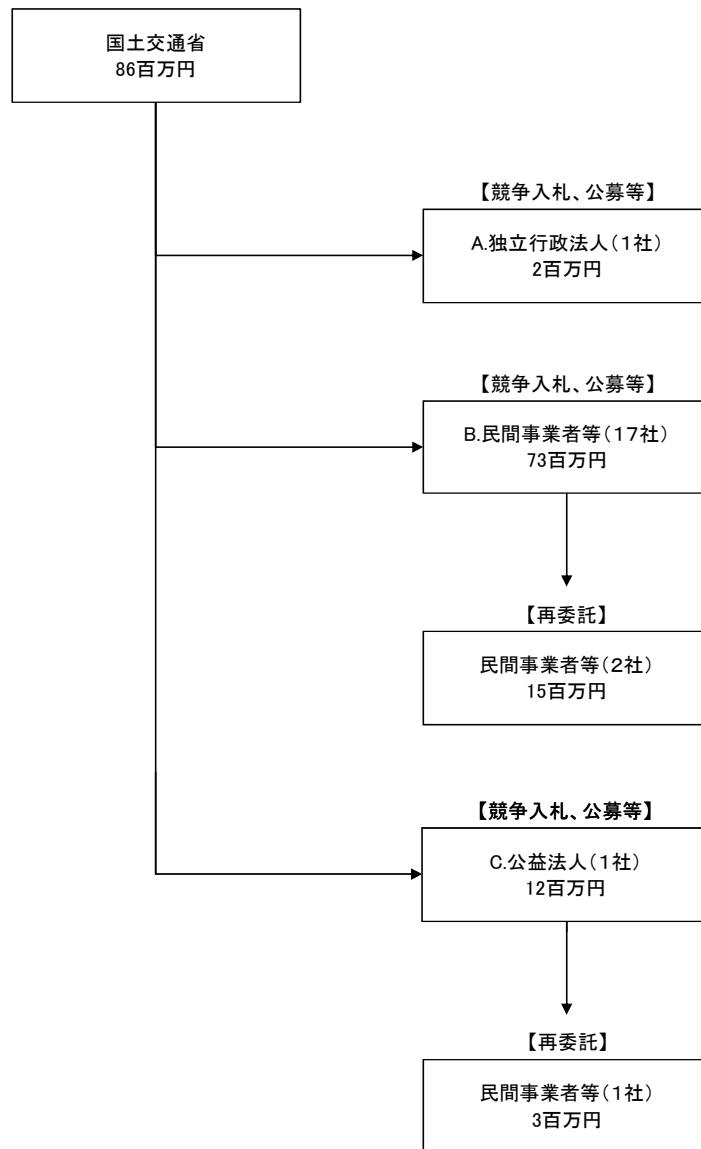 国土交通省
86百万円
【競争入札、公募等】
A.独立行政法人（１社）
2百万円
【競争入札、公募等】
B.民間事業者等（１７社）
73百万円
【再委託】
民間事業者等（２社）
15百万円
【競争入札、公募等】
C.公益法人（１社）
12百万円
【再委託】
民間事業者等（１社）
3百万円